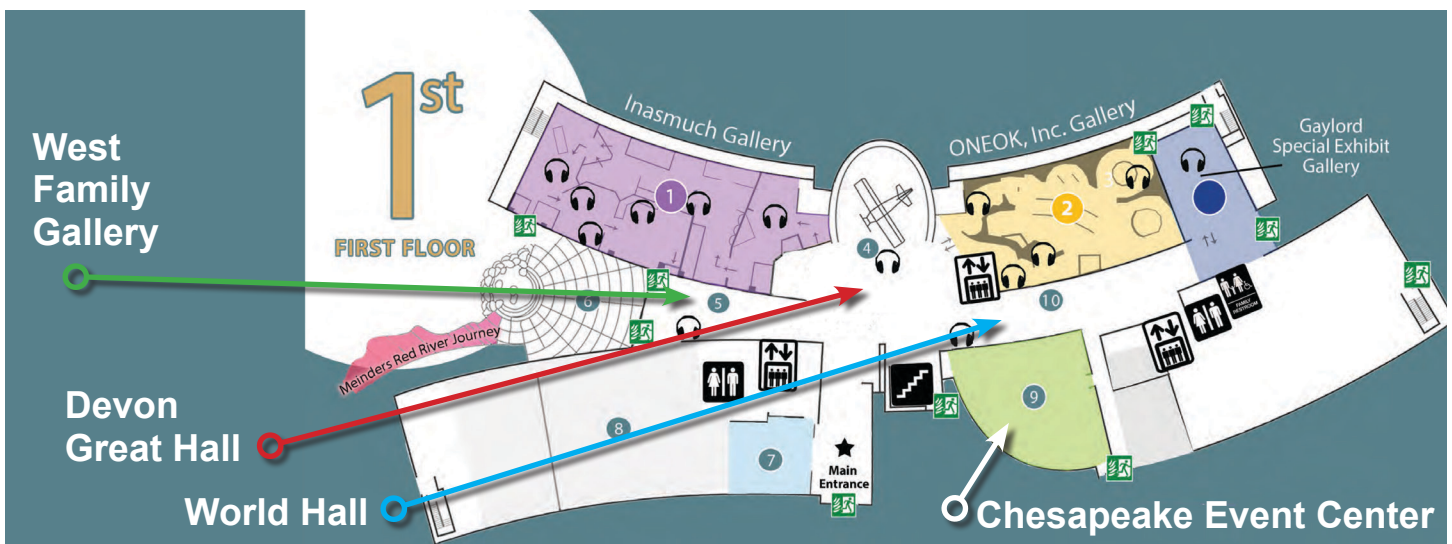 1st
FIRST FLOOR
Inasmuch Gallery
ONEOK, Inc. Gallery
Gaylord
Special Exhibit
Gallery
West
Family
Gallery
1
2
3
4
5
6
10
FAMILY
RESTROOM
Meinders Red River Journey
Devon
Great Hall
8
7
9
Main
Entrance
World Hall
Chesapeake Event Center